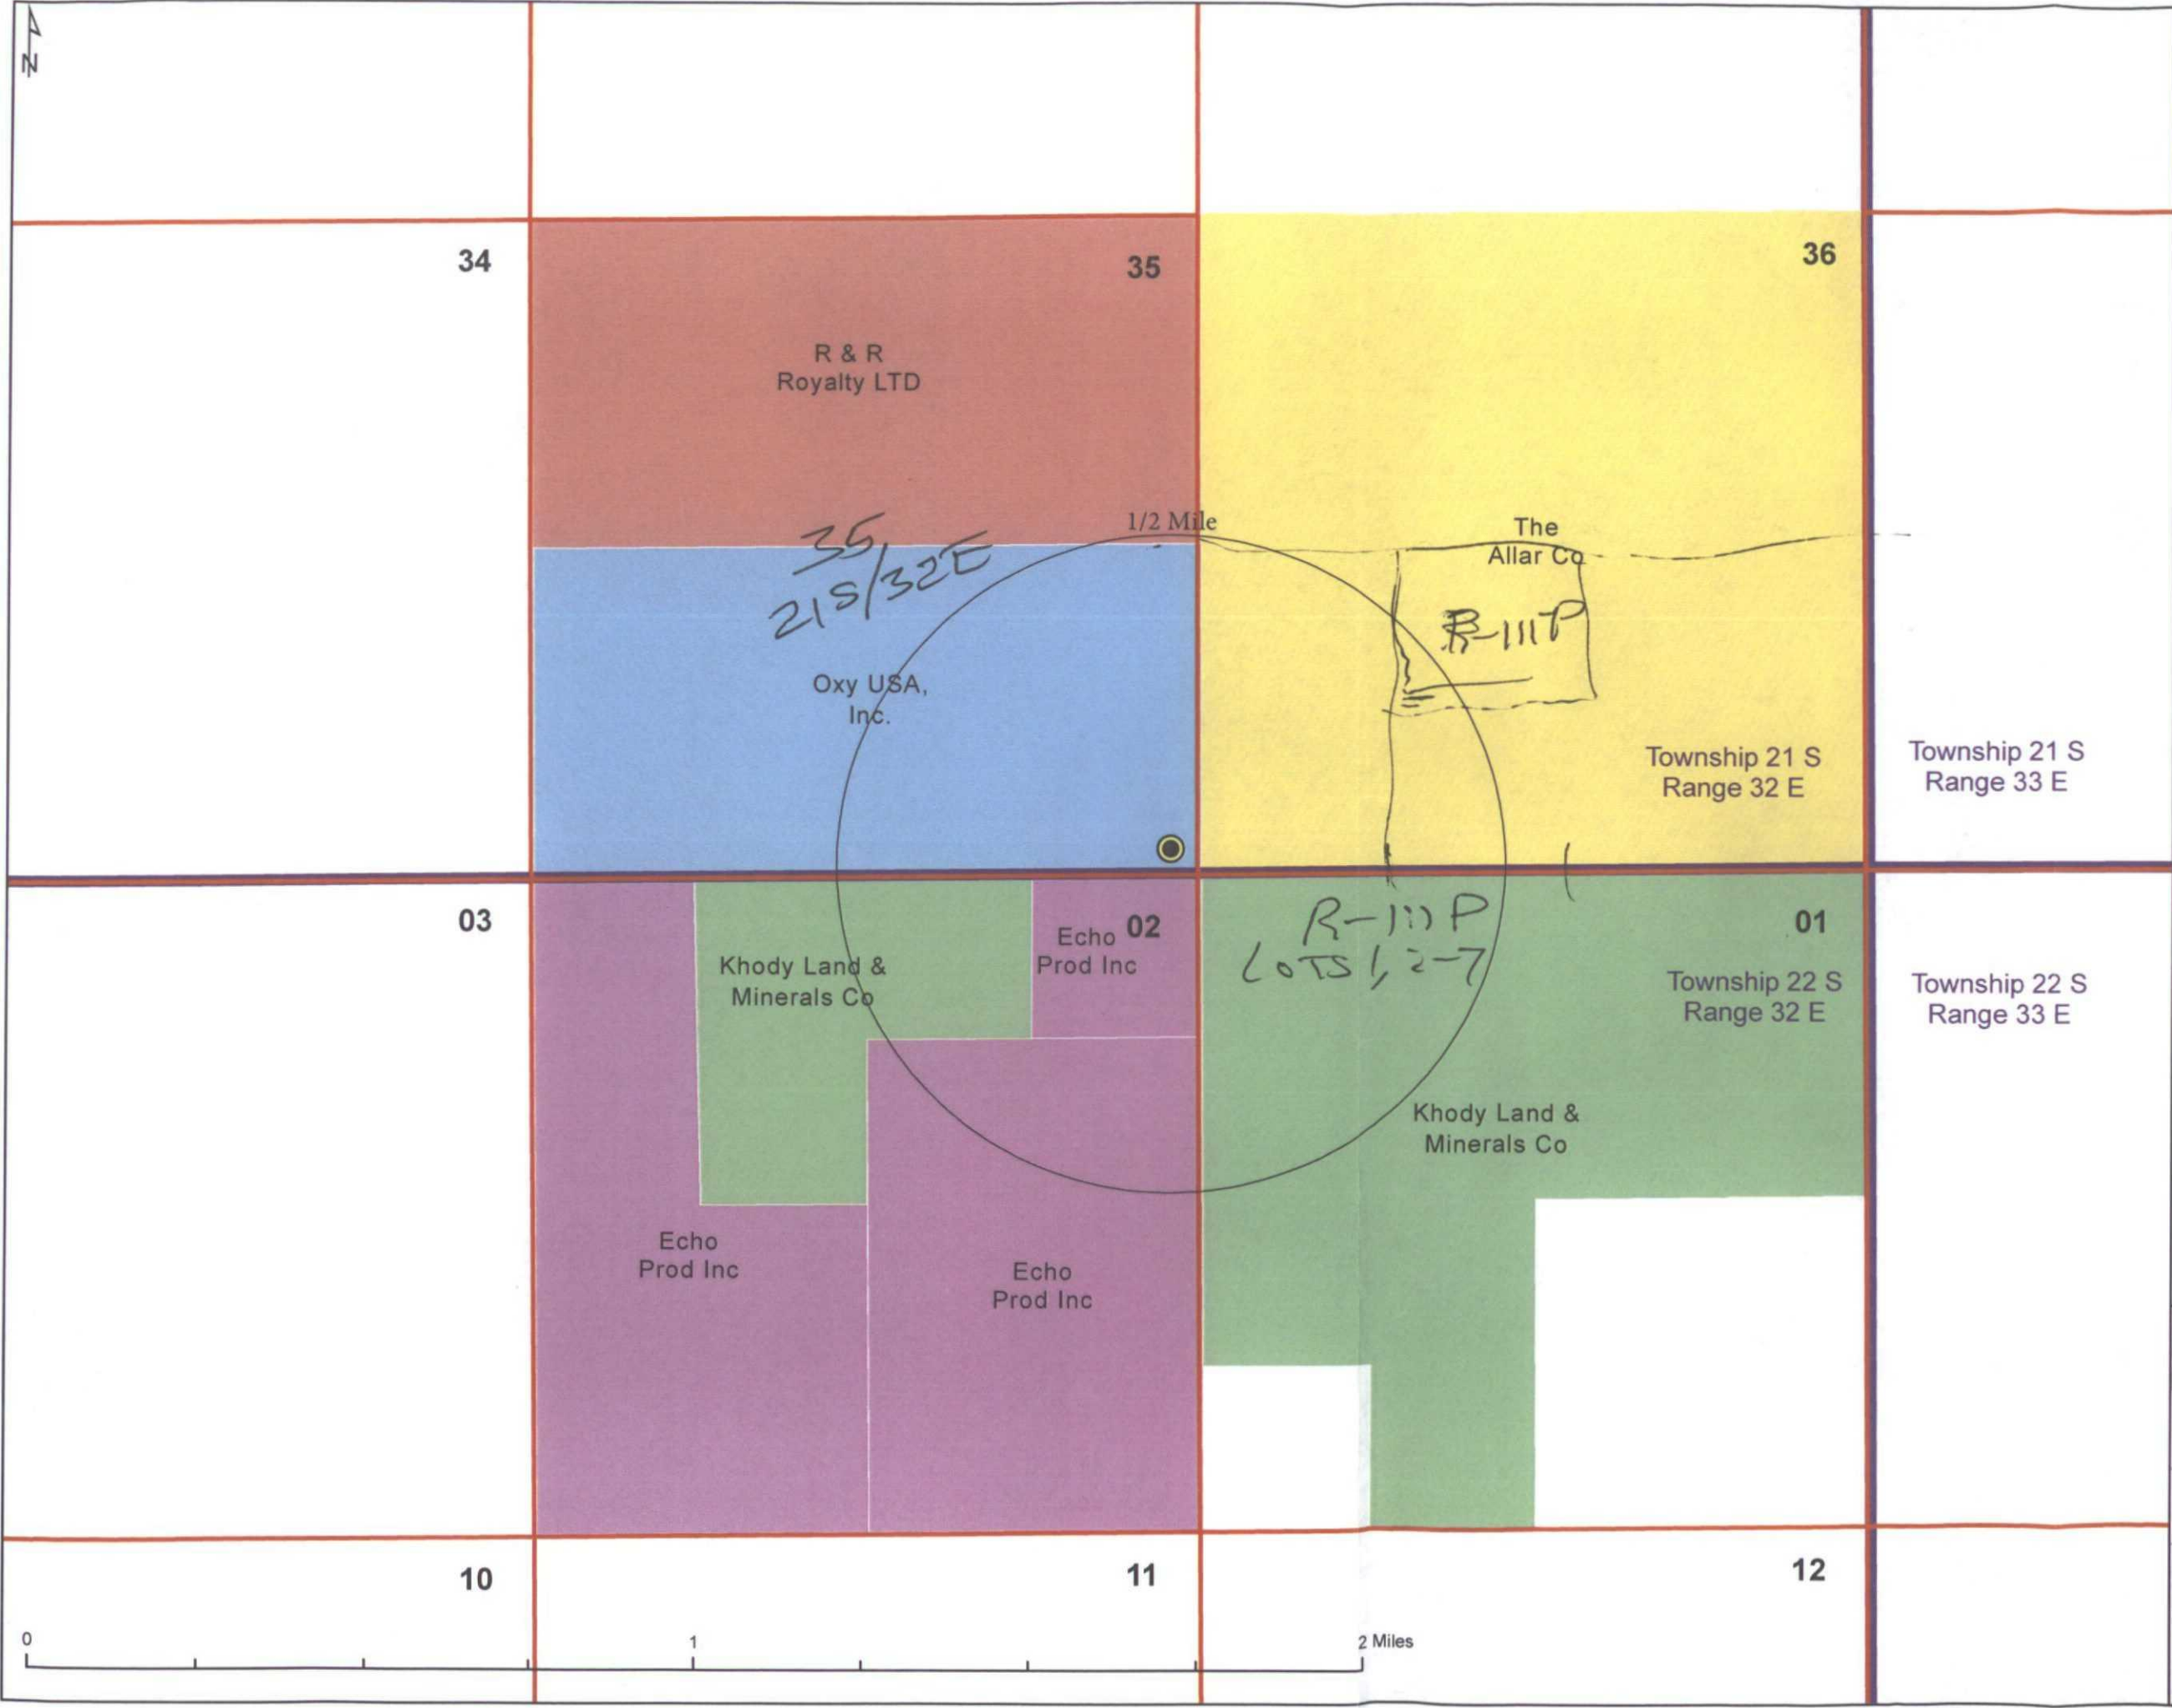 N
34
35
36
R & R
Royalty LTD
1/2 Mile
The
Allar Co
35
21S/32E
R-111P
Oxy USA,
Inc.
Township 21 S
Range 32 E
Township 21 S
Range 33 E
03
02
01
Echo
Prod Inc
Khody Land &
Minerals Co
R-111P
LOTS 1, 2-7
Township 22 S
Range 32 E
Township 22 S
Range 33 E
Khody Land &
Minerals Co
Echo
Prod Inc
Echo
Prod Inc
10
11
12
0
1
2 Miles